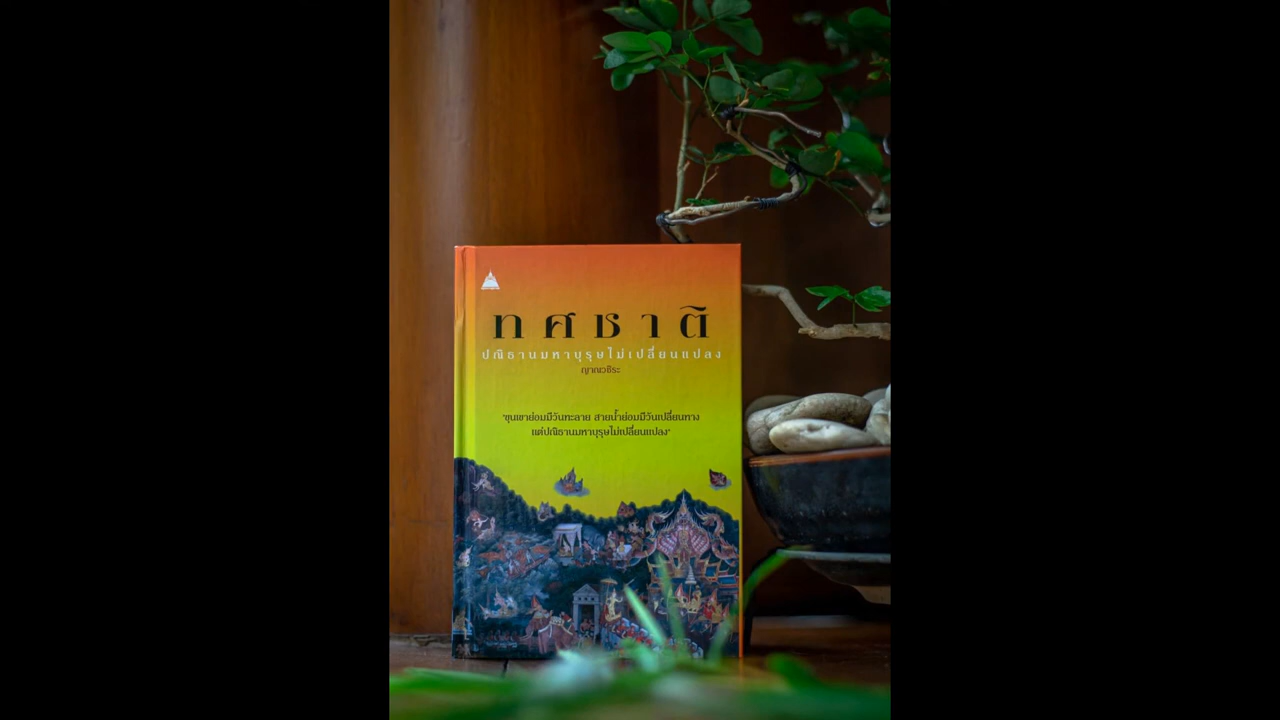 ทศชาติ
ปณิธานมหาบุรุษไม่เปลี่ยนแปลง
ญาณวชิระ
"ขุนเขาย่อมมีวันทะลาย สายน้ำย่อมมีวันเปลี่ยนทาง
แต่ปณิธานมหาบุรุษไม่เปลี่ยนแปลง"